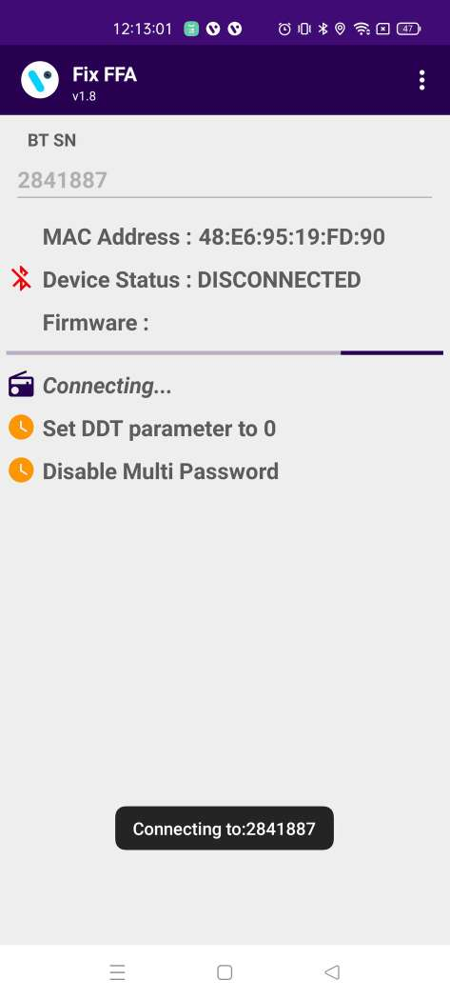 12:13:01
47
Fix FFA
v1.8
BT SN
2841887
MAC Address : 48:E6:95:19:FD:90
Device Status : DISCONNECTED
Firmware :
Connecting...
Set DDT parameter to 0
Disable Multi Password
Connecting to:2841887